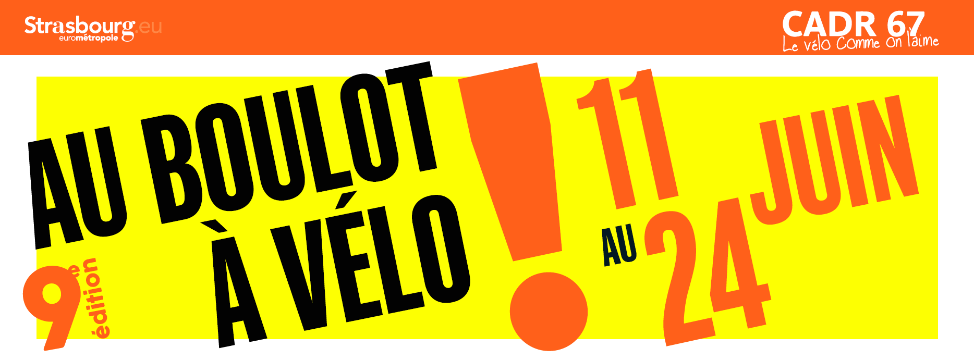 Strasbourg.eu
eurométropole
CADR 67
Le vélo Comme on l'aime
AU BOULOT
À VÉLO !
11
AU 24
JUIN
9e édition